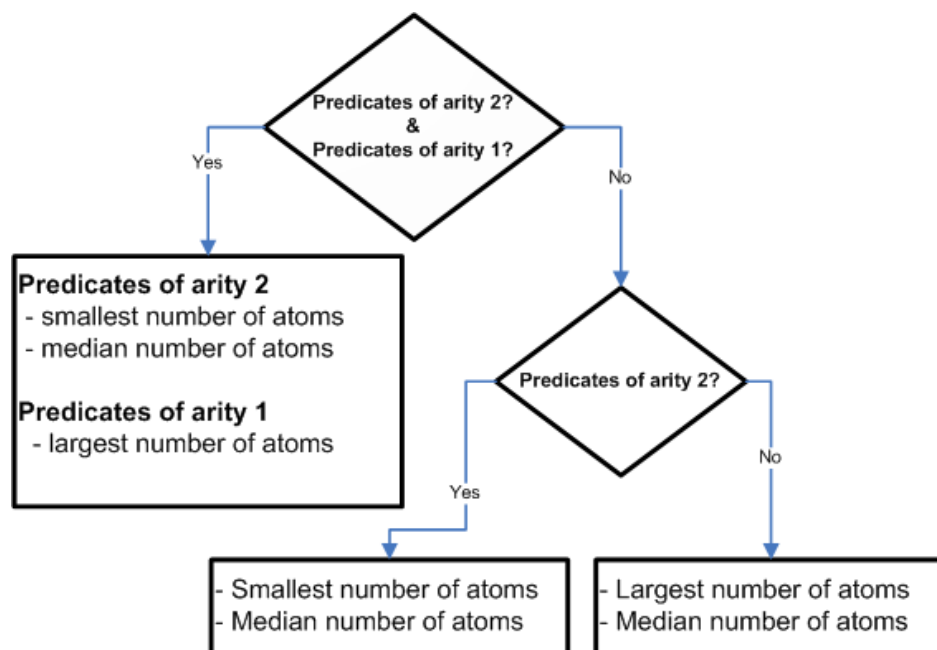 Predicates of arity 2?
&
Predicates of arity 1?
Yes
No
Predicates of arity 2
- smallest number of atoms
- median number of atoms
Predicates of arity 1
- largest number of atoms
Predicates of arity 2?
Yes
No
- Smallest number of atoms
- Median number of atoms
- Largest number of atoms
- Median number of atoms